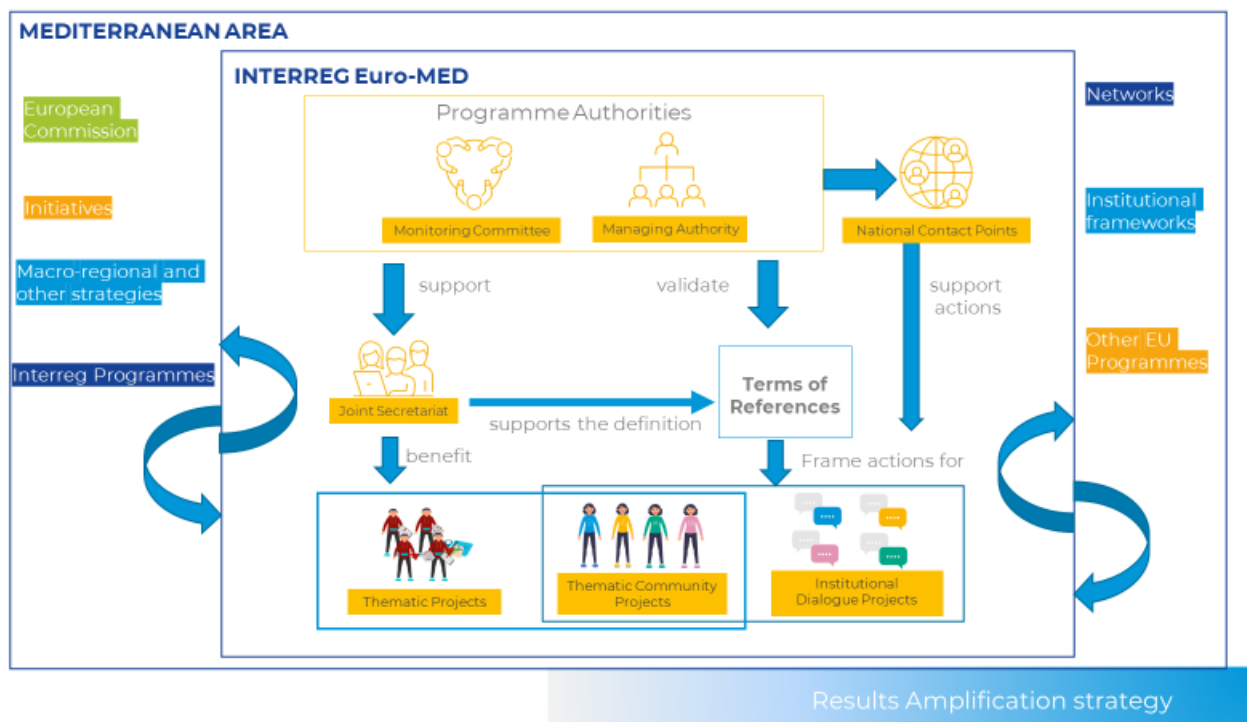 MEDITERRANEAN AREA
INTERREG Euro-MED
European
Commission
Initiatives
Macro-regional and
other strategies
Interreg Programmes
Programme Authorities
Monitoring Committee
Managing Authority
National Contact Points
support
validate
support
actions
Joint Secretariat
supports the definition
Terms of
References
benefit
Frame actions for
Thematic Projects
Thematic Community
Projects
Institutional
Dialogue Projects
Networks
Institutional
frameworks
Other EU
Programmes
Results Amplification strategy